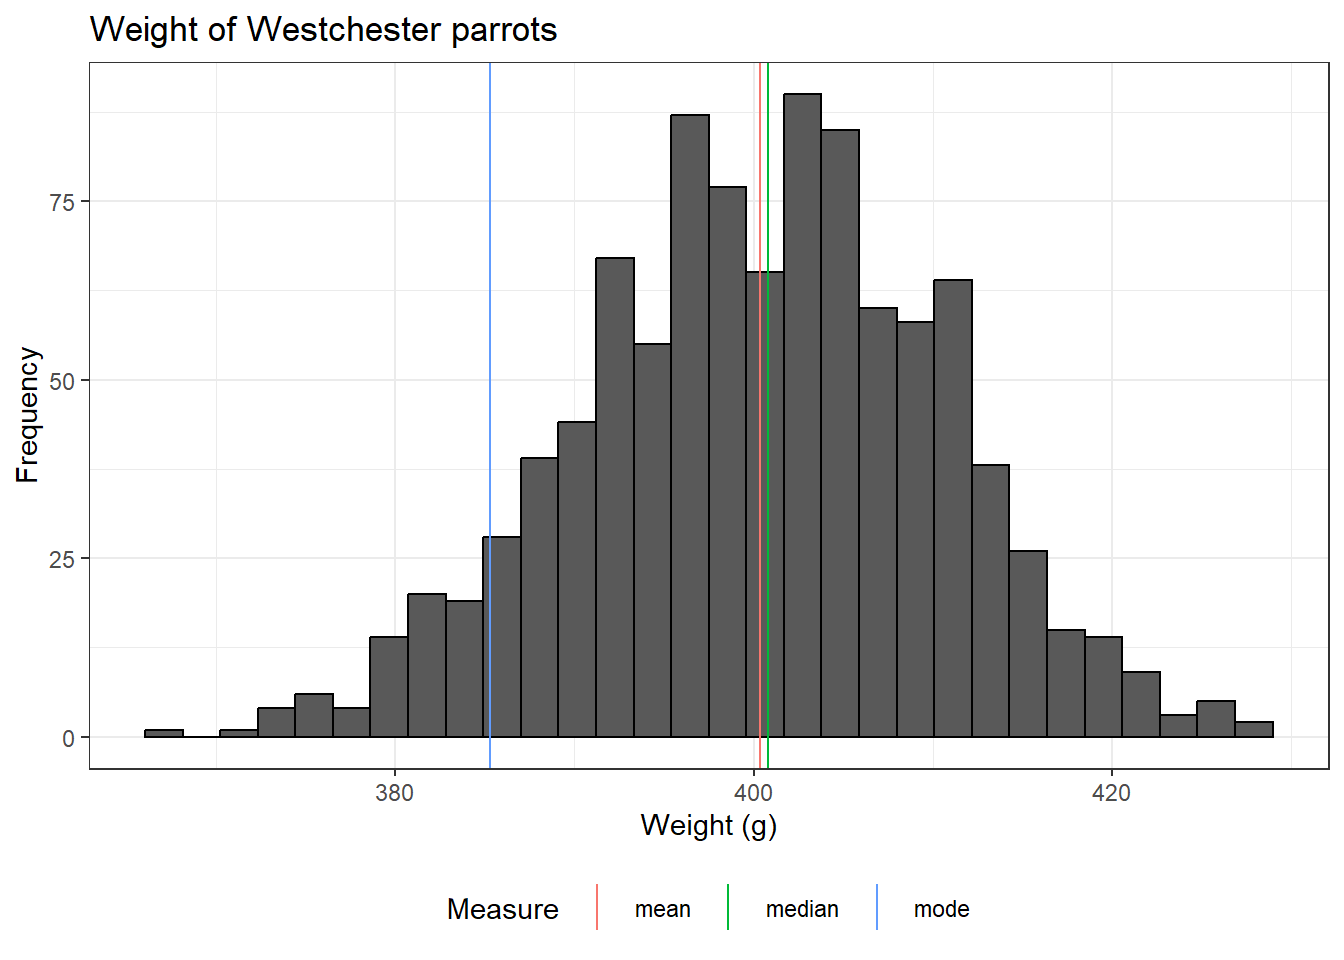 Weight of Westchester parrots
75
50
25
0
Frequency
380 400 420
Weight (g)
Measure mean median mode